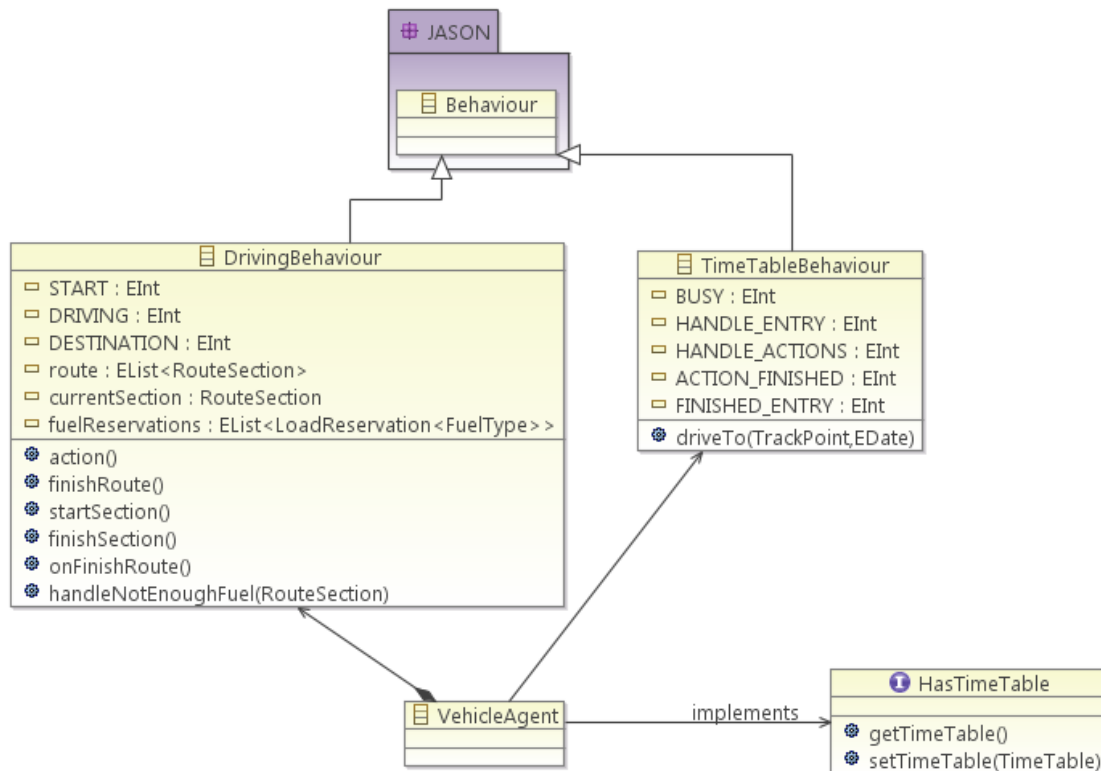 JASON
Behaviour
DrivingBehaviour
START : EInt
DRIVING : EInt
DESTINATION : EInt
route : EList<RouteSection>
currentSection : RouteSection
fuelReservations : EList<LoadReservation<FuelType>>
action()
finishRoute()
startSection()
finishSection()
onFinishRoute()
handleNotEnoughFuel(RouteSection)
TimeTableBehaviour
BUSY : EInt
HANDLE_ENTRY : EInt
HANDLE_ACTIONS : EInt
ACTION_FINISHED : EInt
FINISHED_ENTRY : EInt
driveTo(TrackPoint,EDate)
VehicleAgent
implements
HasTimeTable
getTimeTable()
setTimeTable(TimeTable)